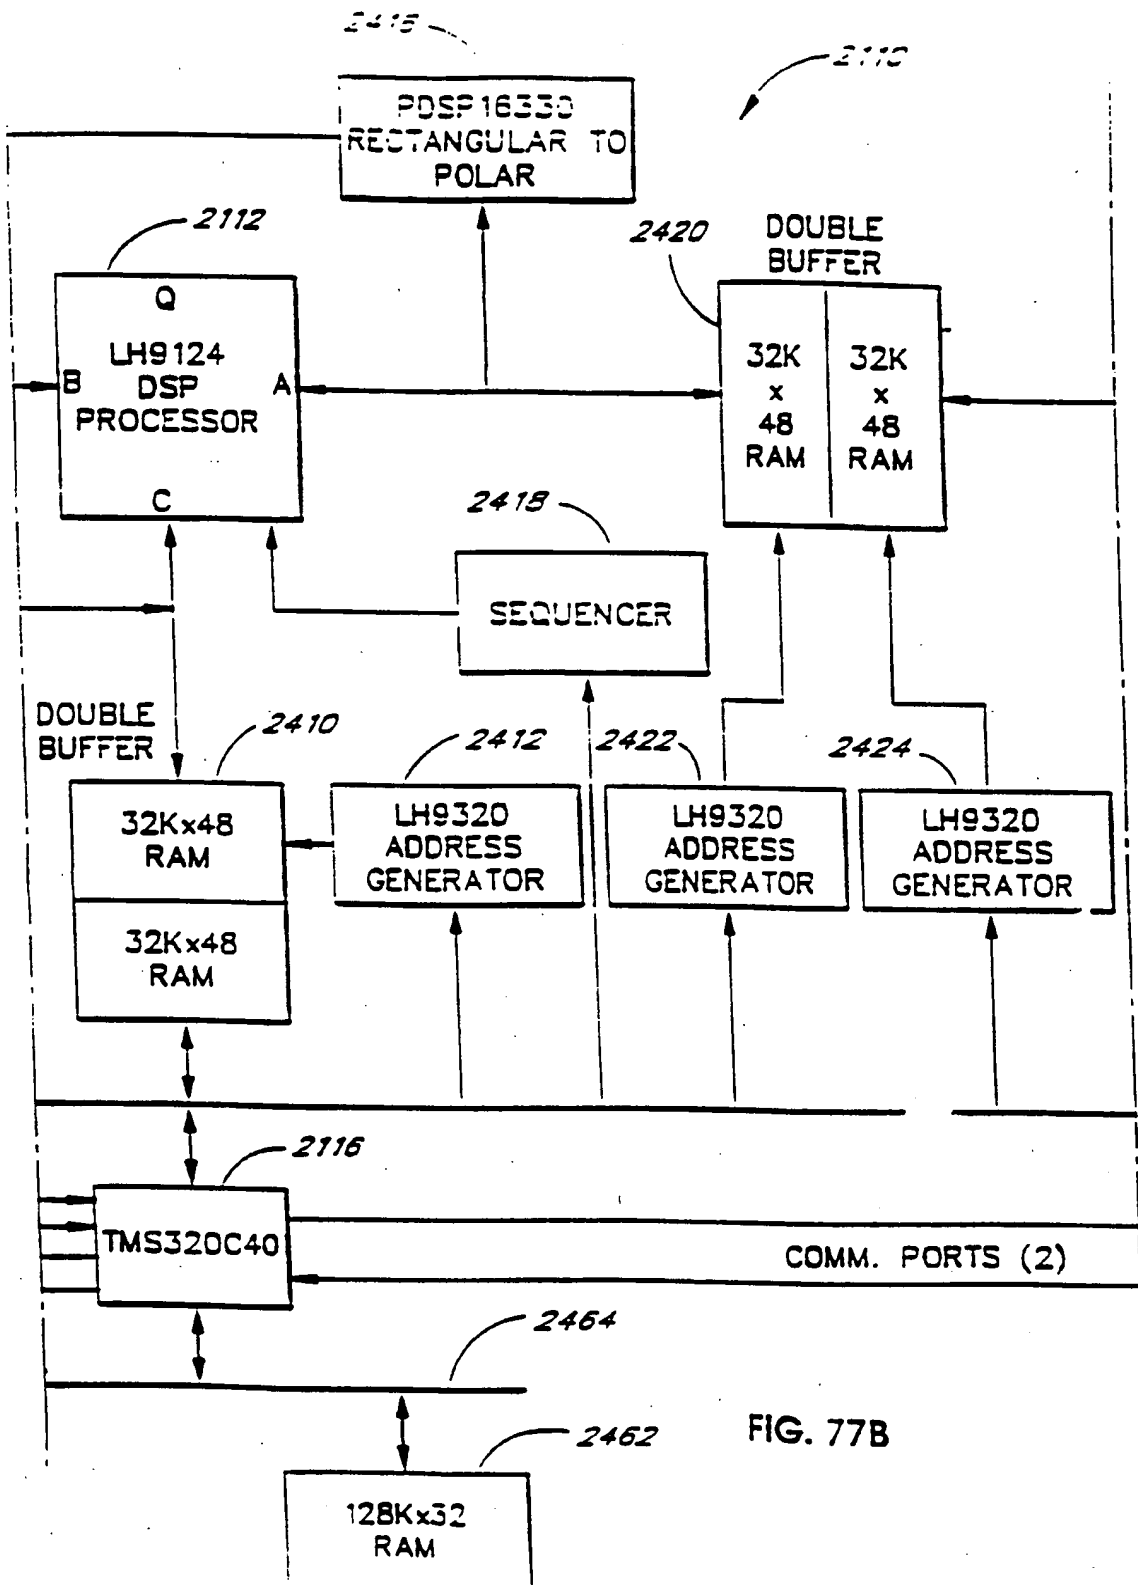 2416
2110
PDSP16330
RECTANGULAR TO
POLAR
2112
2420
DOUBLE
BUFFER
Q
LH9124
DSP
PROCESSOR
B
A
C
32K
x
48
RAM
32K
x
48
RAM
2418
SEQUENCER
DOUBLE
BUFFER
2410
2412
2422
2424
32Kx48
RAM
32Kx48
RAM
LH9320
ADDRESS
GENERATOR
LH9320
ADDRESS
GENERATOR
LH9320
ADDRESS
GENERATOR
2116
TMS320C40
COMM. PORTS (2)
2464
2462
128Kx32
RAM
FIG. 77B